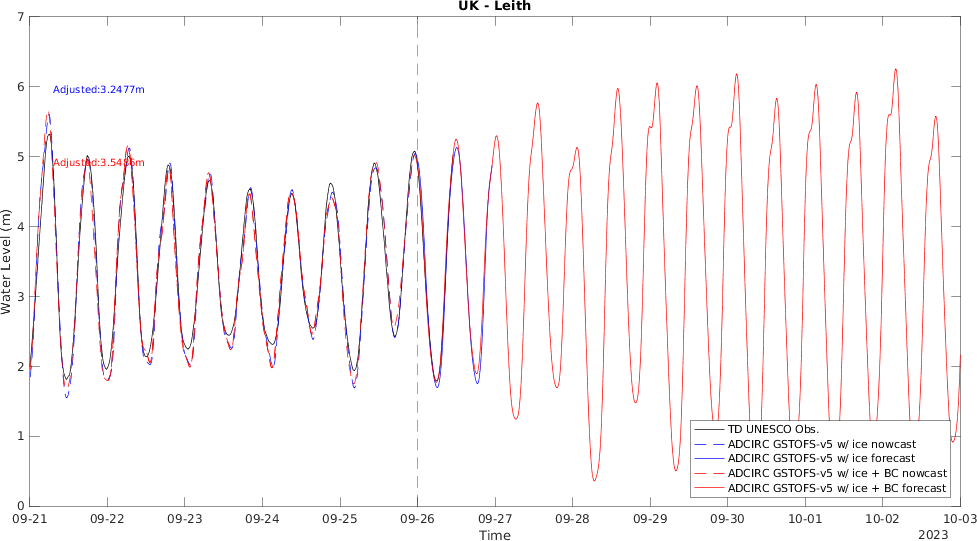 UK - Leith
7
6
5
4
3
2
1
0
Water Level (m)
Adjusted:3.2477m
Adjusted:3.5486m
TD UNESCO Obs.
ADCIRC GSTOFS-v5 w/ ice nowcast
ADCIRC GSTOFS-v5 w/ ice forecast
ADCIRC GSTOFS-v5 w/ ice + BC nowcast
ADCIRC GSTOFS-v5 w/ ice + BC forecast
09-21 09-22 09-23 09-24 09-25 09-26 09-27 09-28 09-29 09-30 10-01 10-02 10-03
Time
2023